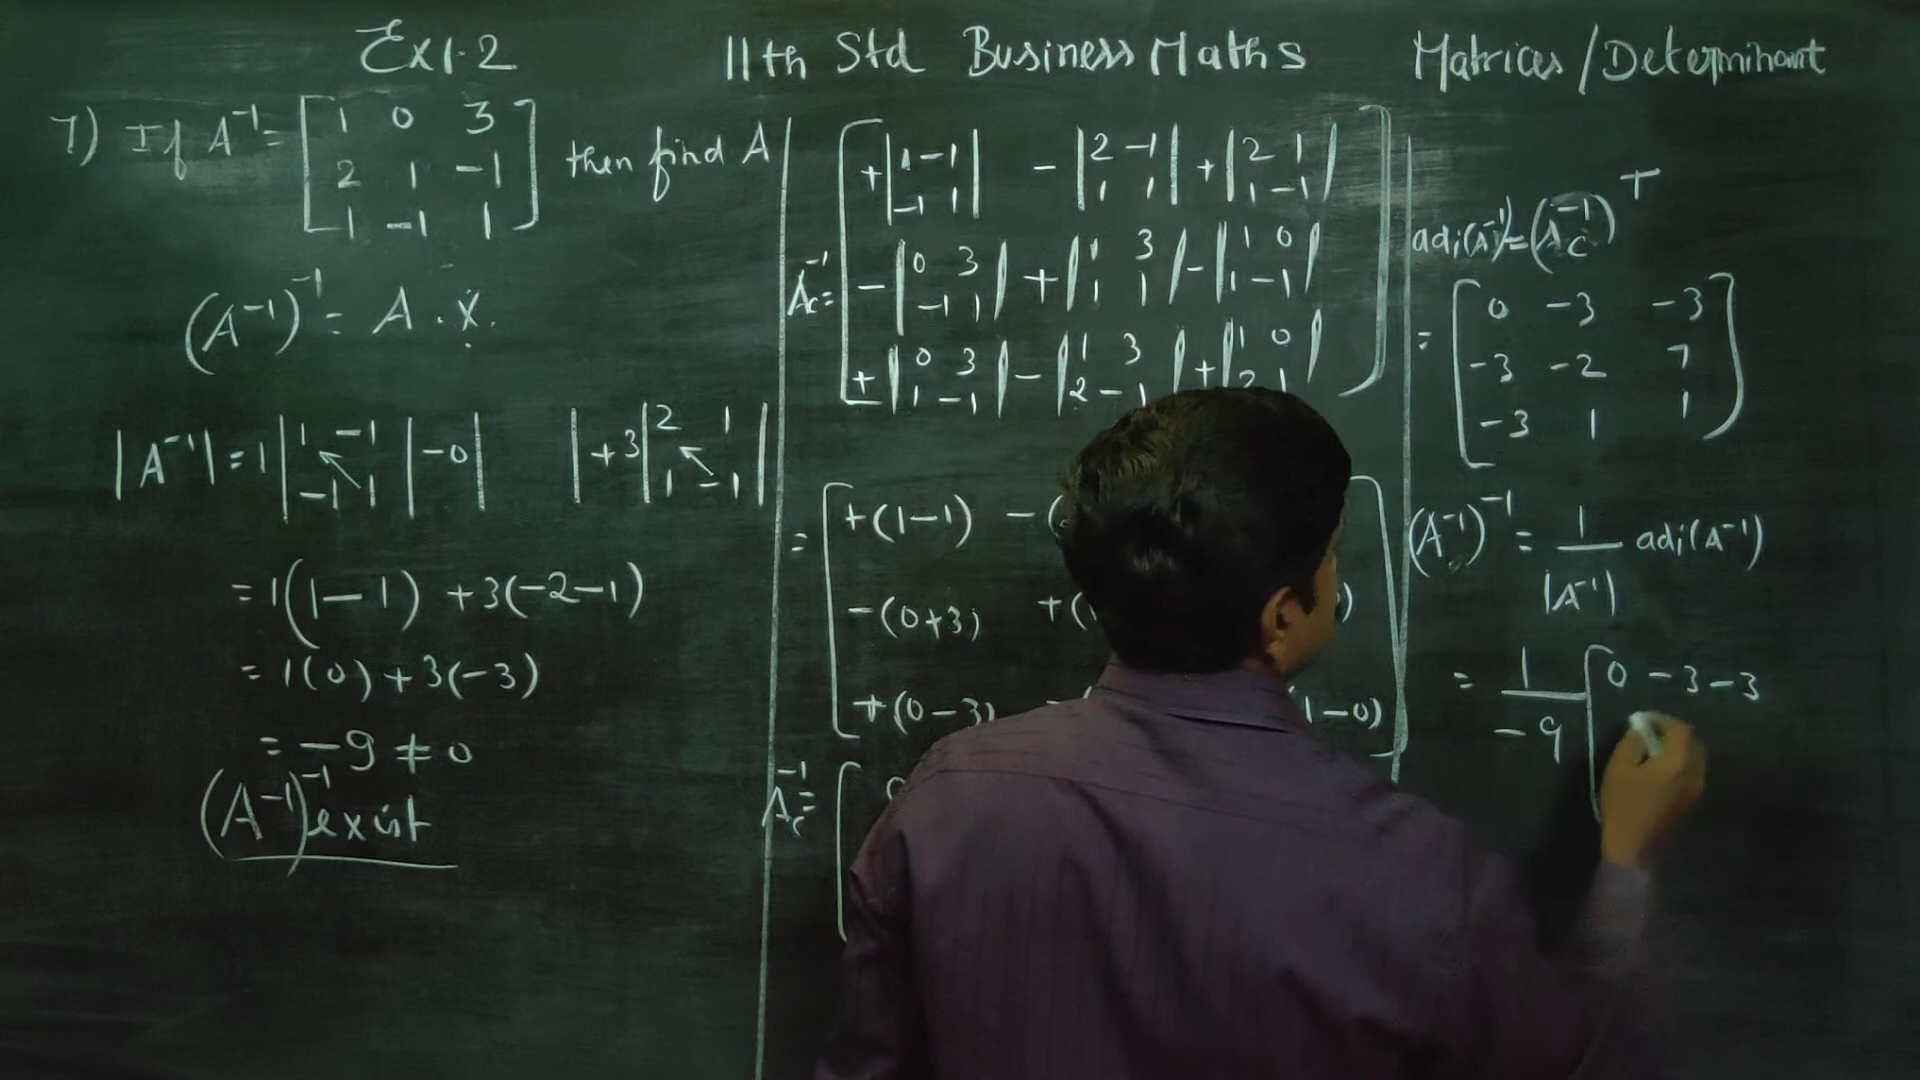 Ex 1.2 11th Std Business Maths Matrices / Determinant
7) If A⁻¹ = [ 1 0 3
2 1 -1
1 -1 1 ] then find A
(A⁻¹)⁻¹ = A . X.
|A⁻¹| = 1 | 1 -1 | -0 | | +3 | 2 1 |
| -1 1 | | 1 -1 |
= 1(1-1) +3(-2-1)
= 1(0) + 3(-3)
= -9 ≠ 0
(A⁻¹)⁻¹ exist
A⁻¹c = [ + | 1 -1 | - | 2 -1 | + | 2 1 |
| -1 1 | | 1 1 | | 1 -1 |
- | 0 3 | + | 1 3 | - | 1 0 |
| -1 1 | | 1 1 | | 1 -1 |
+ | 0 3 | - | 1 3 | + | 1 0 |
| 1 -1 | | 2 -1 | | 2 1 | ]
= [ +(1-1) -(
-(0+3) +(1 )
+(0-3) - (1-0) ]
A⁻¹c = [ 0
adj(A⁻¹) = (A⁻¹c)ᵀ
= [ 0 -3 -3
-3 -2 7
-3 1 1 ]
(A⁻¹)⁻¹ = 1 adj(A⁻¹)
|A⁻¹|
= 1 [ 0 -3 -3
-9